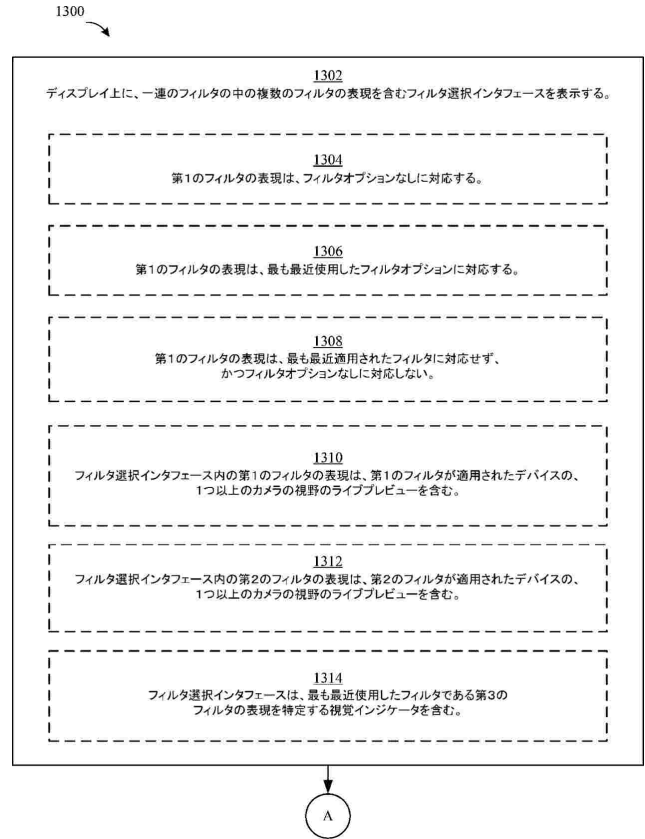 1300
1302
ディスプレイ上に、一連のフィルタの中の複数のフィルタの表現を含むフィルタ選択インタフェースを表示する。
1304
第1のフィルタの表現は、フィルタオプションなしに対応する。
1306
第1のフィルタの表現は、最も最近使用したフィルタオプションに対応する。
1308
第1のフィルタの表現は、最も最近適用されたフィルタに対応せず、
かつフィルタオプションなしに対応しない。
1310
フィルタ選択インタフェース内の第1のフィルタの表現は、第1のフィルタが適用されたデバイスの、
1つ以上のカメラの視野のライブプレビューを含む。
1312
フィルタ選択インタフェース内の第2のフィルタの表現は、第2のフィルタが適用されたデバイスの、
1つ以上のカメラの視野のライブプレビューを含む。
1314
フィルタ選択インタフェースは、最も最近使用したフィルタである第3の
フィルタの表現を特定する視覚インジケータを含む。
A